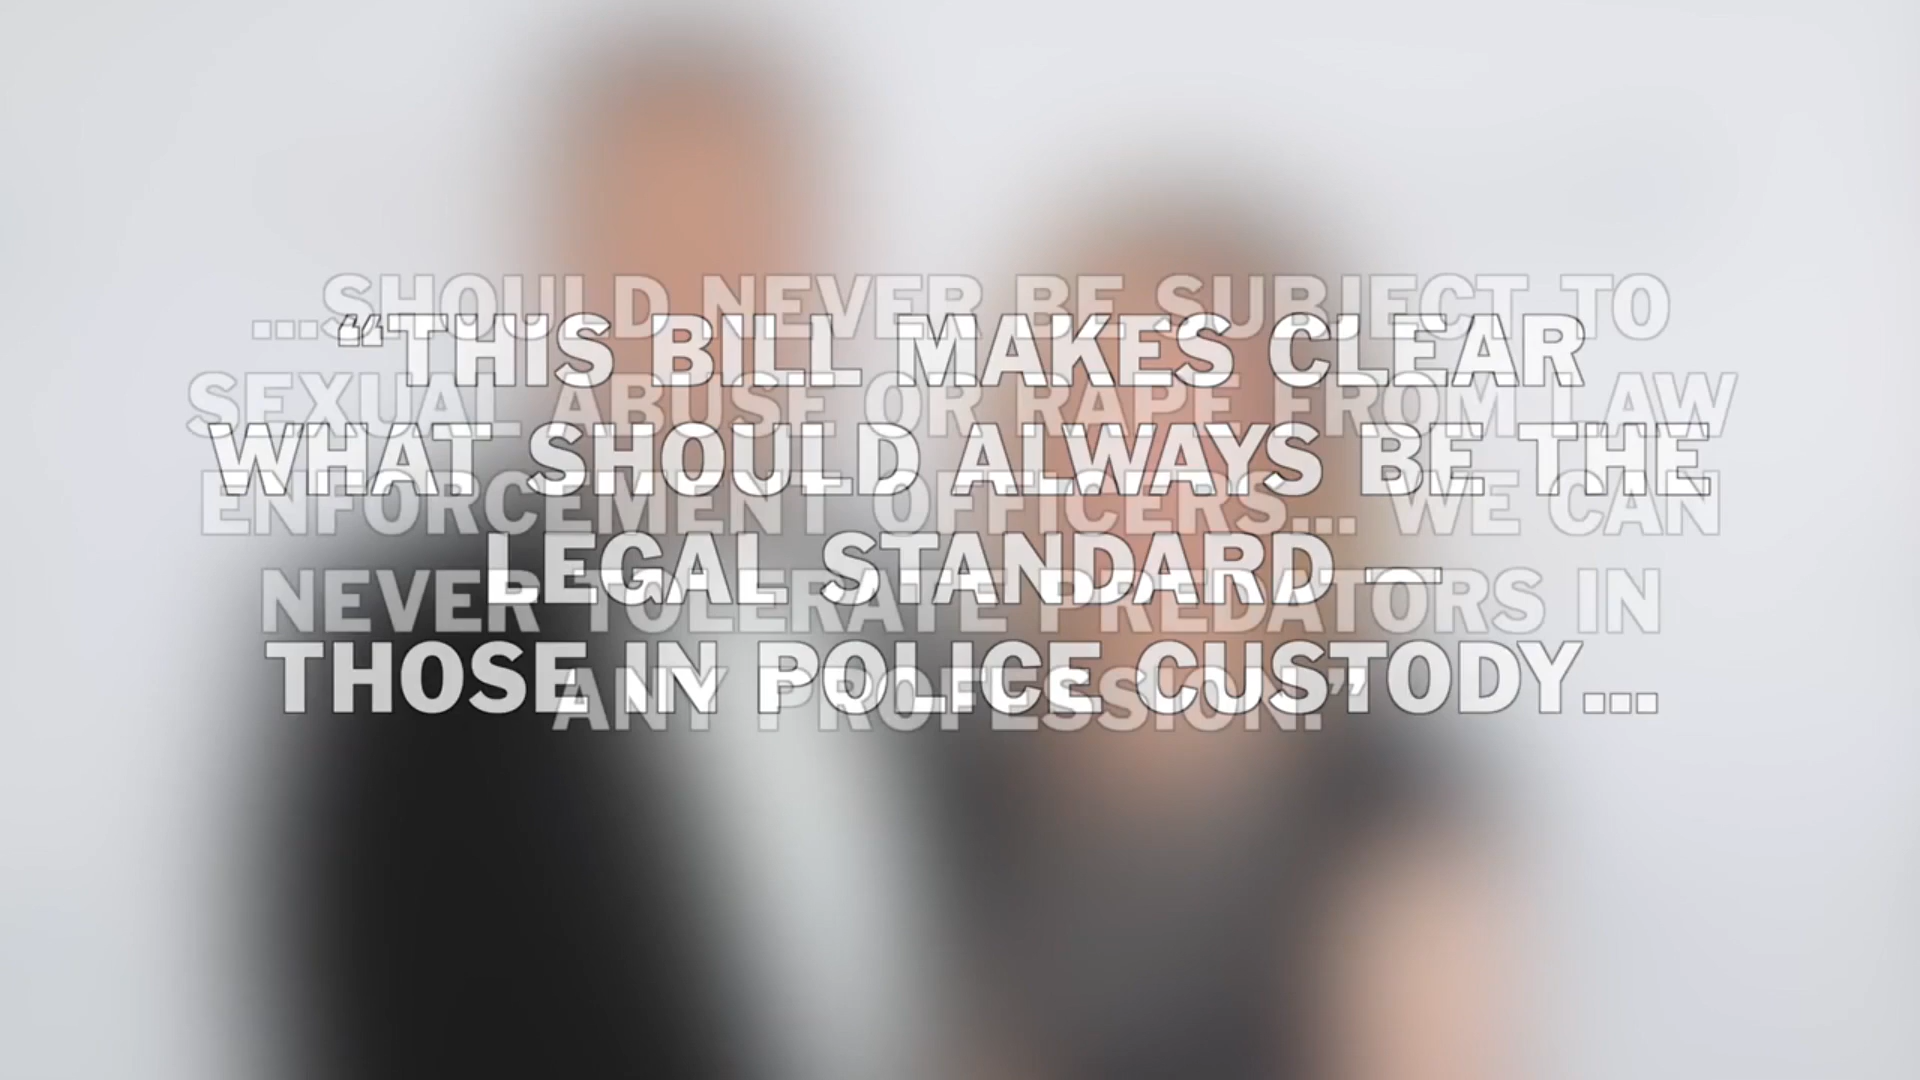 “THIS BILL MAKES CLEAR
WHAT SHOULD ALWAYS BE THE
LEGAL STANDARD —
THOSE IN POLICE CUSTODY...
...SHOULD NEVER BE SUBJECT TO
SEXUAL ABUSE OR RAPE FROM LAW
ENFORCEMENT OFFICERS... WE CAN
NEVER TOLERATE PREDATORS IN
ANY PROFESSION.”